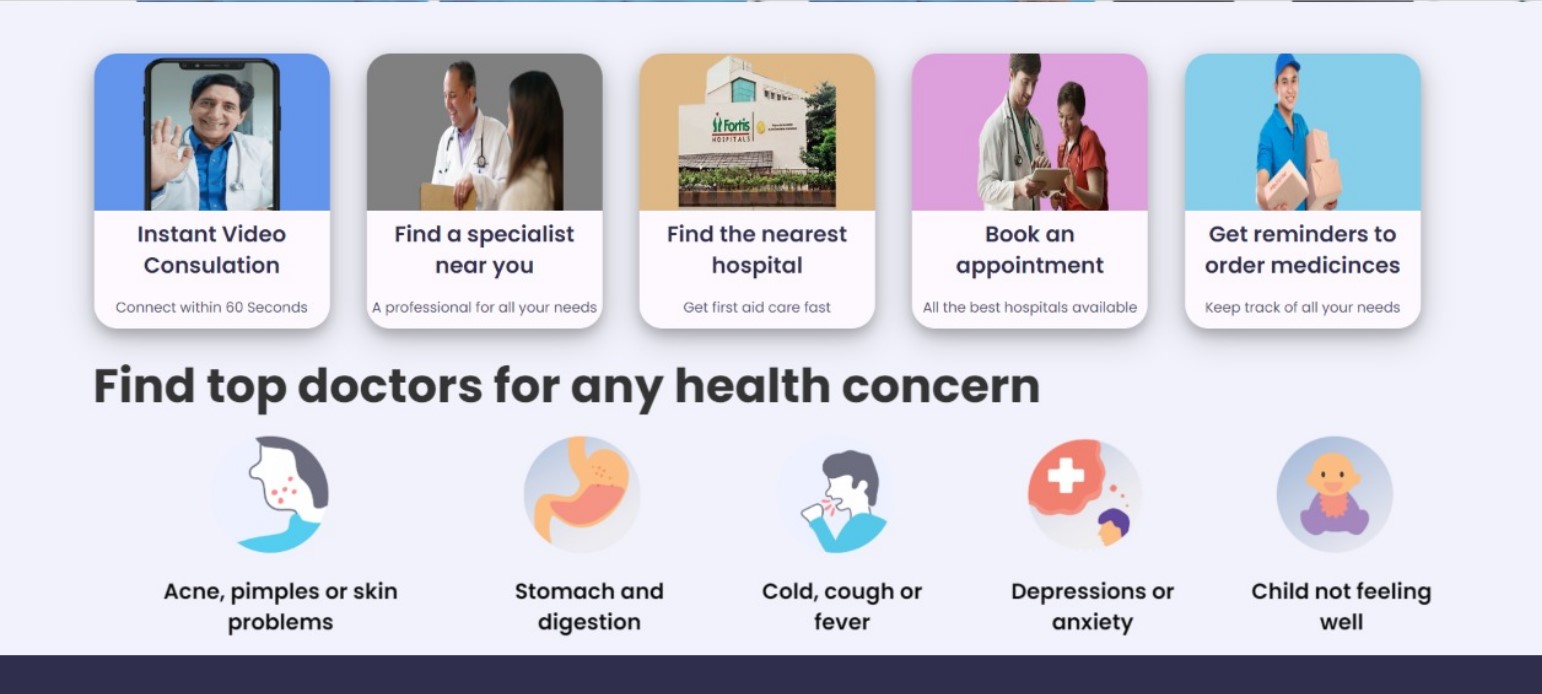 Fortis
HOSPITALS
Instant Video
Consulation
Connect within 60 Seconds
Find a specialist
near you
A professional for all your needs
Find the nearest
hospital
Get first aid care fast
Book an
appointment
All the best hospitals available
Get reminders to
order medicinces
Keep track of all your needs
Find top doctors for any health concern
Acne, pimples or skin
problems
Stomach and
digestion
Cold, cough or
fever
Depressions or
anxiety
Child not feeling
well